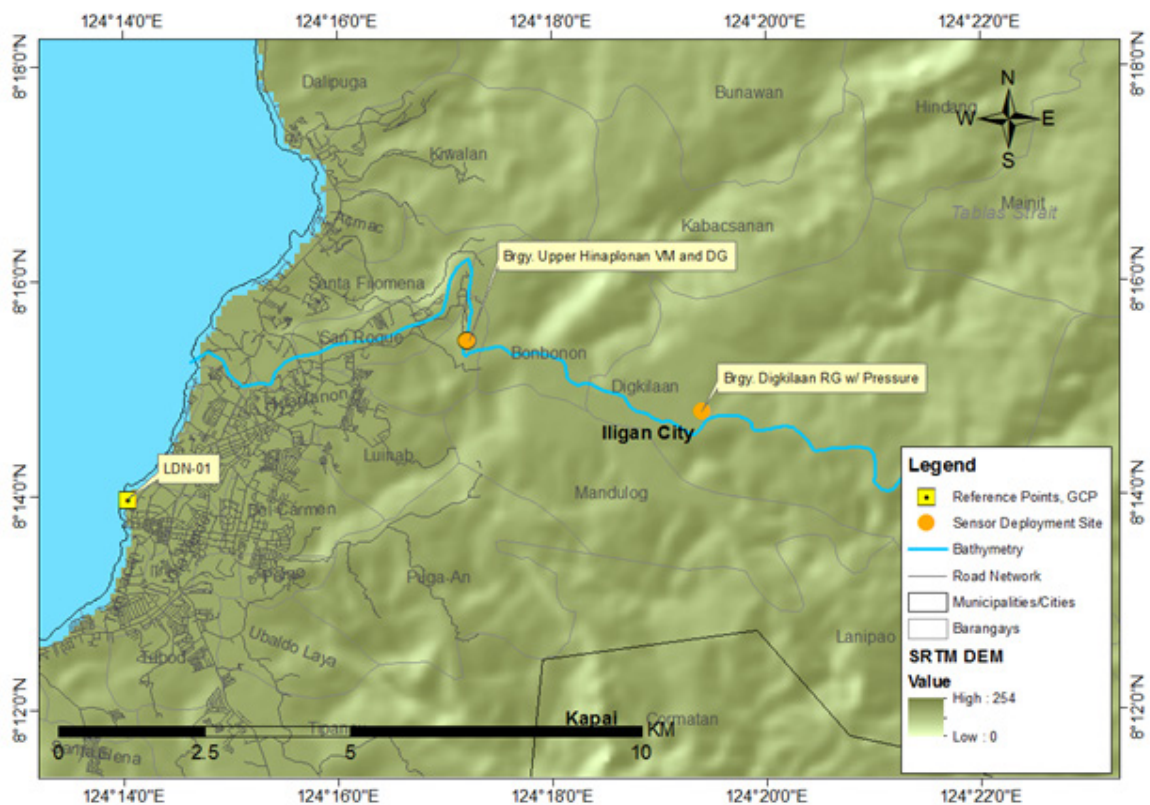 124°14'0"E 124°16'0"E 124°18'0"E 124°20'0"E 124°22'0"E
8°18'0"N 8°18'0"N
Dalipuga
Bunawan
Hindang
N
W E
S
Kiwalan
Mainit
Tablas Strait
Acmac
Kabacsanan
Brgy. Upper Hinaplonan VM and DG
8°16'0"N 8°16'0"N
Santa Filomena
San Roque
Bonbonon
Brgy. Digkilaan RG w/ Pressure
Digkilaan
Hinaplanon
Iligan City
Luinab
LDN-01
Mandulog
8°14'0"N 8°14'0"N
Del Carmen
Puga-An
Ubaldo Laya
Lanipao
Tubod
8°12'0"N 8°12'0"N
Kapai
Cormatan
KM
0 2.5 5 10
Santa Elena
Legend
Reference Points, GCP
Sensor Deployment Site
Bathymetry
Road Network
Municipalities/Cities
Barangays
SRTM DEM
Value
High : 254
Low : 0
124°14'0"E 124°16'0"E 124°18'0"E 124°20'0"E 124°22'0"E